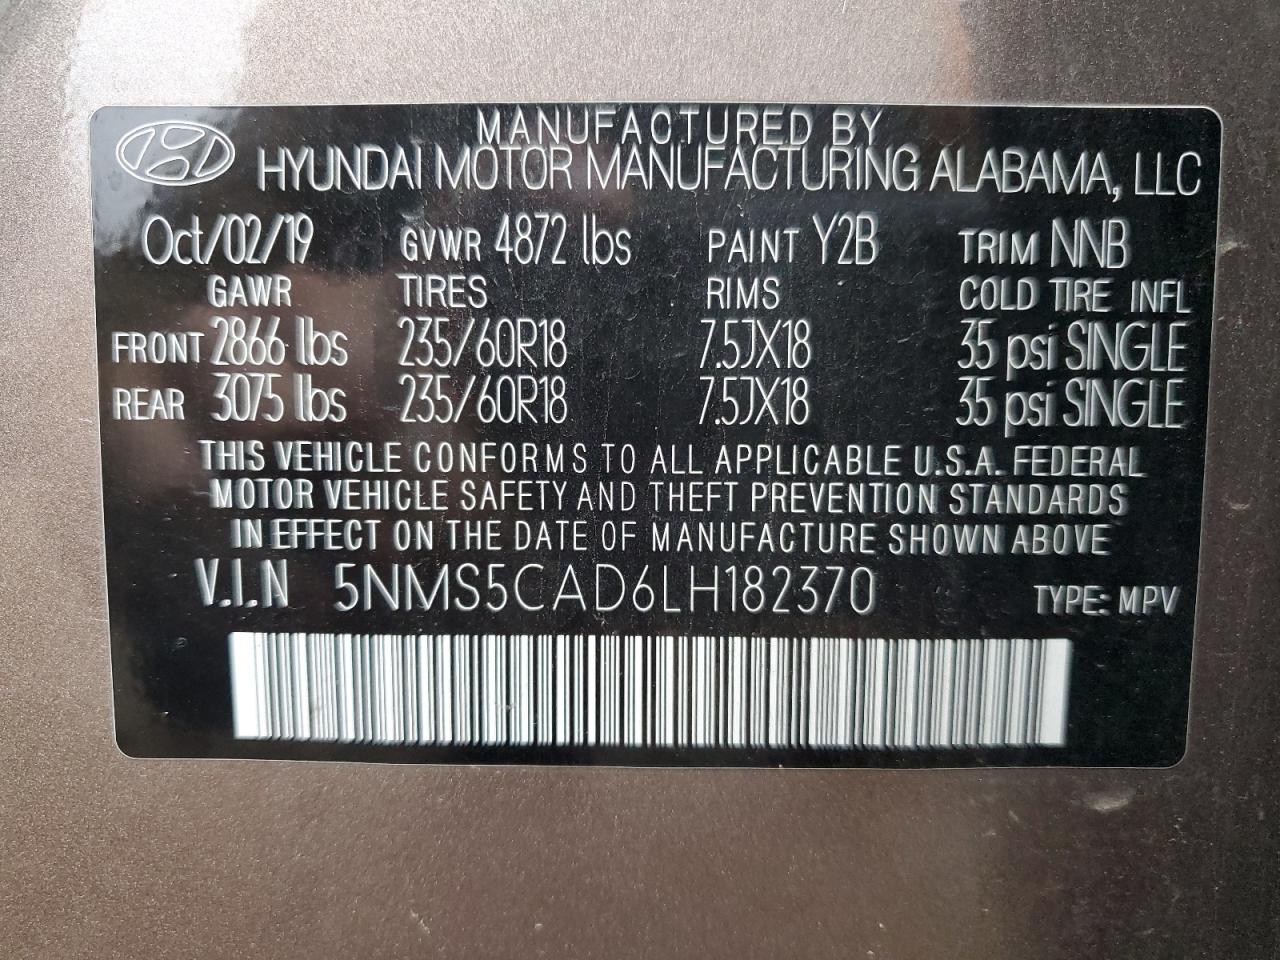 MANUFACTURED BY
HYUNDAI MOTOR MANUFACTURING ALABAMA, LLC
Oct/02/19 GVWR 4872 lbs PAINT Y2B TRIM NNB
GAWR TIRES RIMS COLD TIRE INFL
FRONT 2866 lbs 235/60R18 7.5JX18 35 psi SINGLE
REAR 3075 lbs 235/60R18 7.5JX18 35 psi SINGLE
THIS VEHICLE CONFORMS TO ALL APPLICABLE U.S.A. FEDERAL
MOTOR VEHICLE SAFETY AND THEFT PREVENTION STANDARDS
IN EFFECT ON THE DATE OF MANUFACTURE SHOWN ABOVE
V.I.N 5NMS5CAD6LH182370 TYPE: MPV